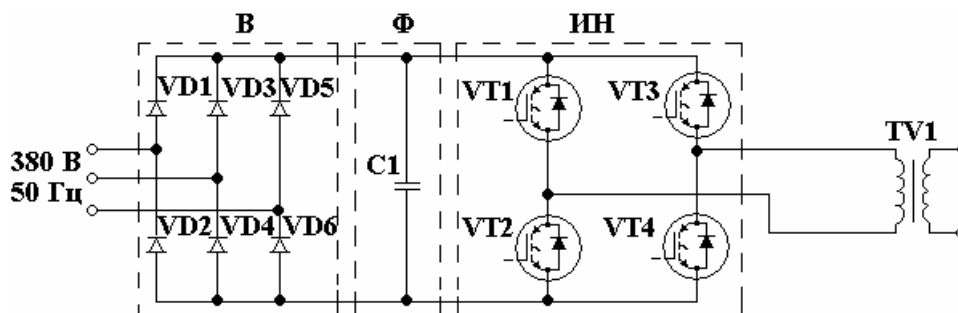 В Ф ИН
VD1 VD3 VD5
VT1 VT3
TV1
380 В
50 Гц
C1
VD2 VD4 VD6
VT2 VT4